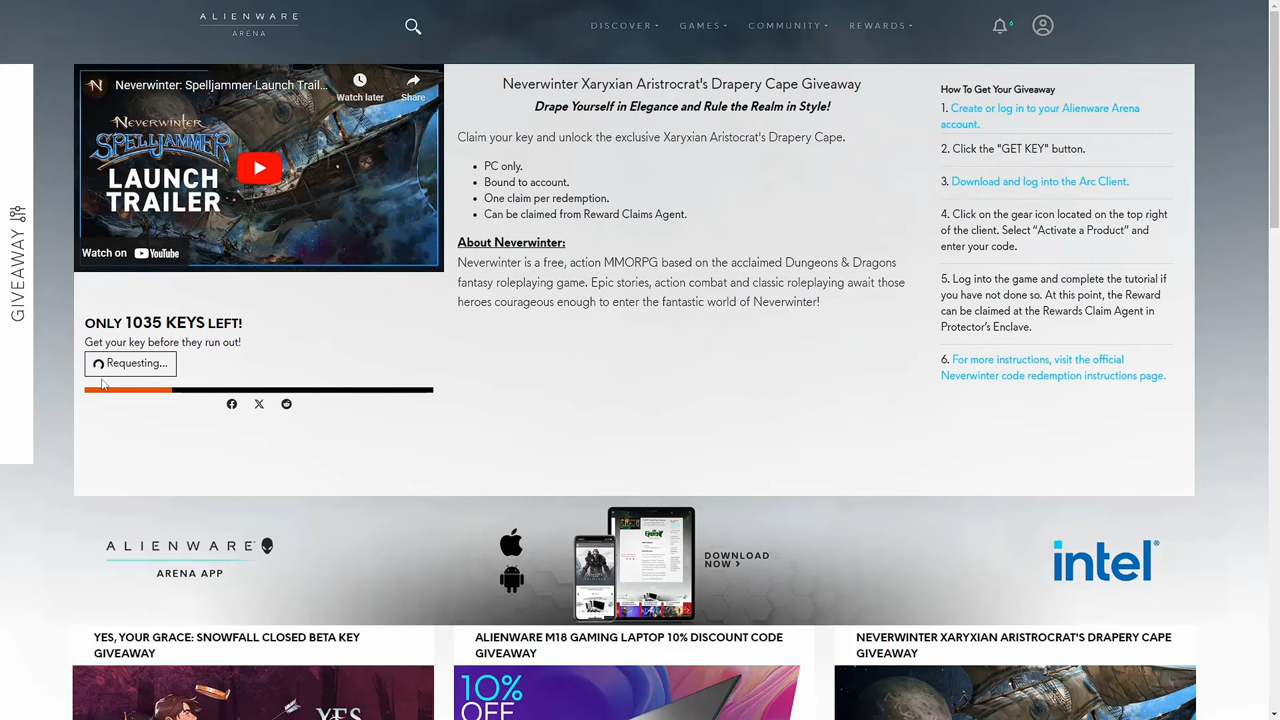 ALIENWARE
ARENA
DISCOVER
GAMES
COMMUNITY
REWARDS
6
GIVEAWAY
N
Neverwinter: Spelljammer Launch Trail...
Watch later
Share
NEVERWINTER
SPELLJAMMER
LAUNCH
TRAILER
Watch on YouTube
ONLY 1035 KEYS LEFT!
Get your key before they run out!
Requesting...
Neverwinter Xaryxian Aristocrat's Drapery Cape Giveaway
Drape Yourself in Elegance and Rule the Realm in Style!
Claim your key and unlock the exclusive Xaryxian Aristocrat's Drapery Cape.
• PC only.
• Bound to account.
• One claim per redemption.
• Can be claimed from Reward Claims Agent.
About Neverwinter:
Neverwinter is a free, action MMORPG based on the acclaimed Dungeons & Dragons
fantasy roleplaying game. Epic stories, action combat and classic roleplaying await those
heroes courageous enough to enter the fantastic world of Neverwinter!
How To Get Your Giveaway
1. Create or log in to your Alienware Arena
account.
2. Click the "GET KEY" button.
3. Download and log into the Arc Client.
4. Click on the gear icon located on the top right
of the client. Select “Activate a Product” and
enter your code.
5. Log into the game and complete the tutorial if
you have not done so. At this point, the Reward
can be claimed at the Rewards Claim Agent in
Protector’s Enclave.
6. For more instructions, visit the official
Neverwinter code redemption instructions page.
ALIENWARE
ARENA APP
DOWNLOAD
NOW >
intel®
YES, YOUR GRACE: SNOWFALL CLOSED BETA KEY
GIVEAWAY
YES
ALIENWARE M18 GAMING LAPTOP 10% DISCOUNT CODE
GIVEAWAY
10%
OFF
NEVERWINTER XARYXIAN ARISTOCRAT'S DRAPERY CAPE
GIVEAWAY